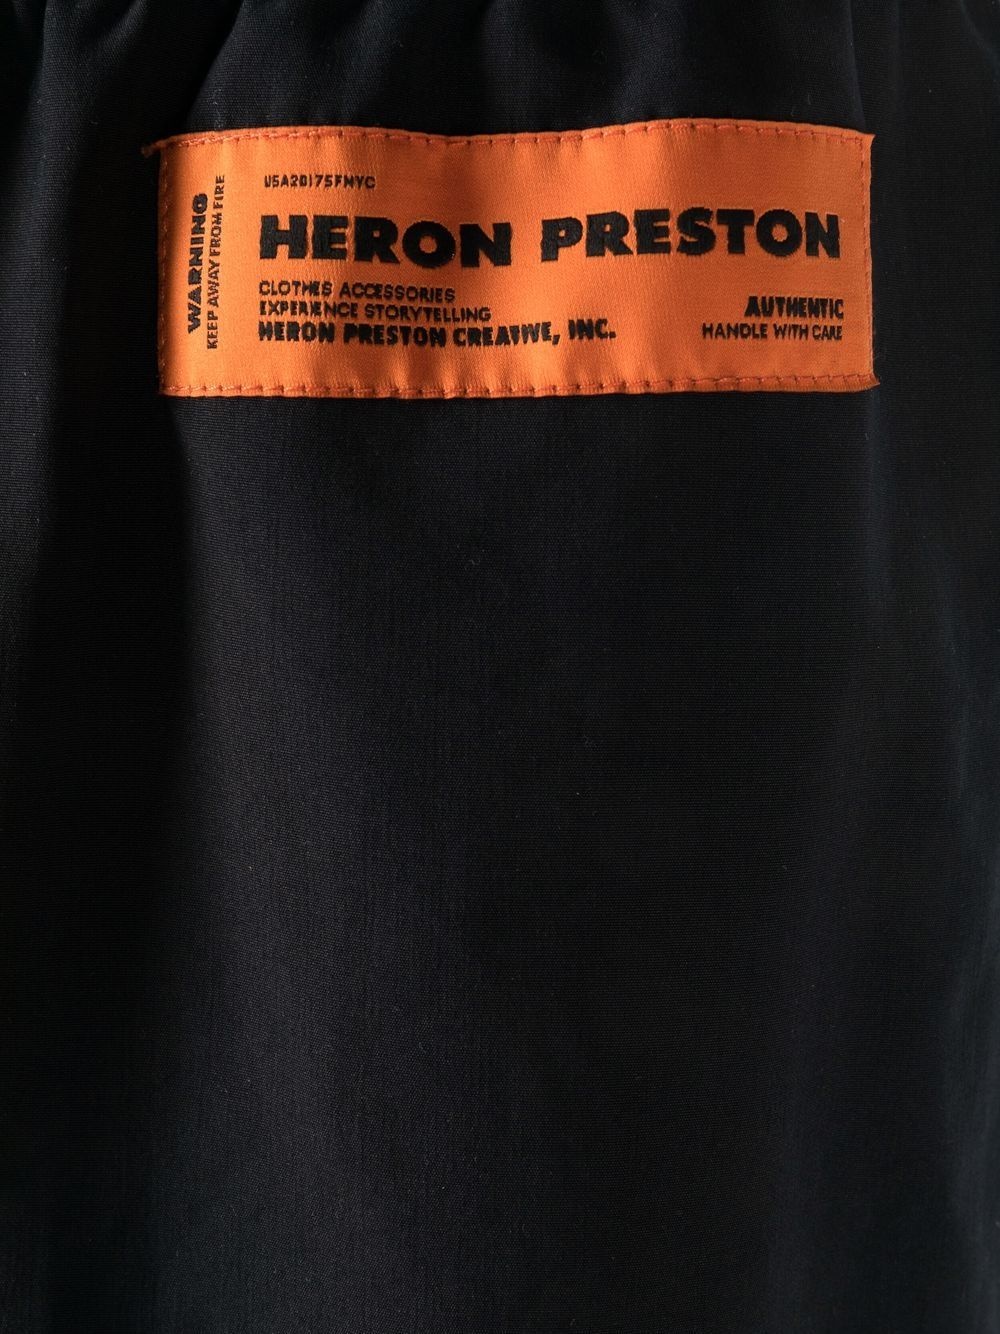 WARNING
KEEP AWAY FROM FIRE
USA20175FNYC
HERON PRESTON
CLOTHES ACCESSORIES
EXPERIENCE STORYTELLING
HERON PRESTON CREATIVE, INC.
AUTHENTIC
HANDLE WITH CARE